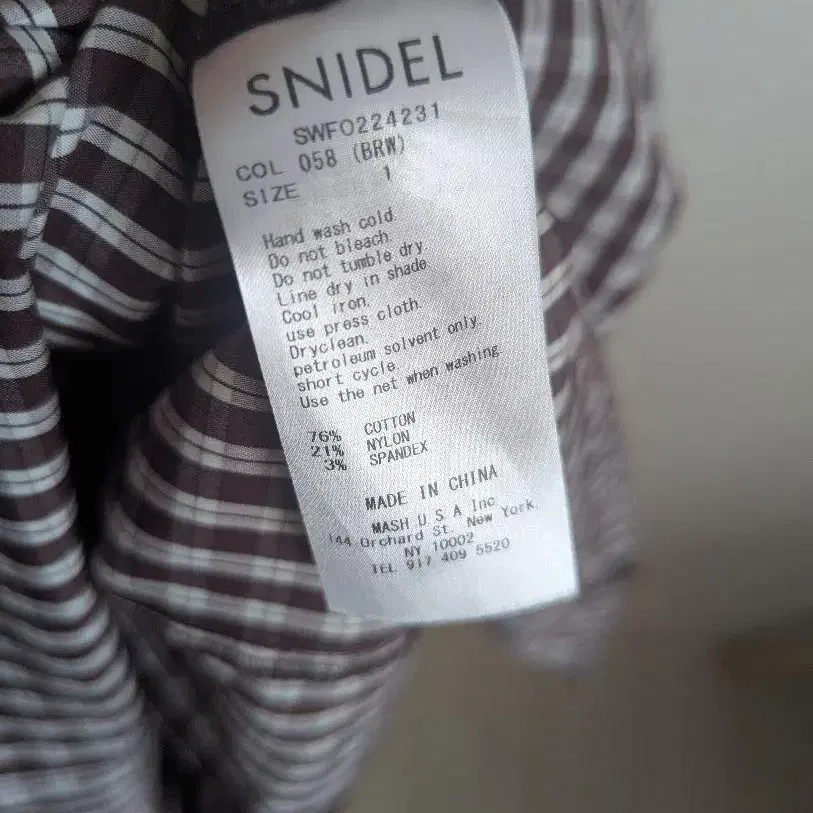 SNIDEL
SWFO224231
COL 058 (BRW)
SIZE 1
Hand wash cold.
Do not bleach.
Do not tumble dry
Line dry in shade
Cool iron.
use press cloth.
Dryclean.
petroleum solvent only.
short cycle
Use the net when washing.
76% COTTON
21% NYLON
3% SPANDEX
MADE IN CHINA
MASH U S A Inc
144 Orchard St. New York.
NY 10002
TEL 917 409 5520